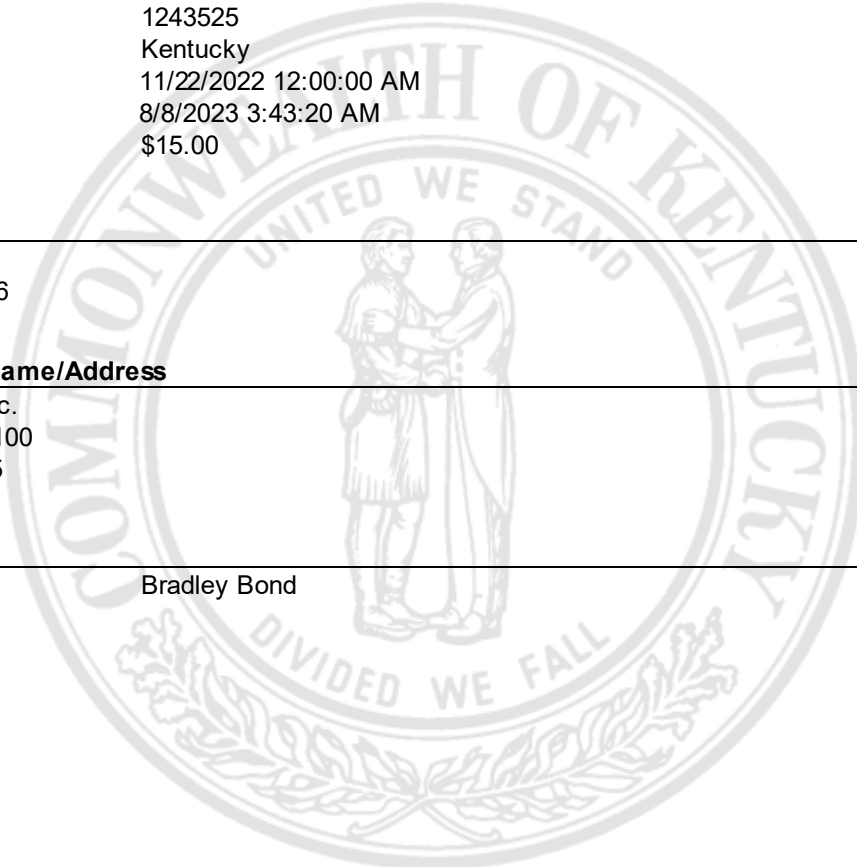 1243525
Kentucky
11/22/2022 12:00:00 AM
8/8/2023 3:43:20 AM
$15.00
COMMONWEALTH OF KENTUCKY
UNITED WE STAND
6
ame/Address
c.
100
6
Bradley Bond
DIVIDED WE FALL